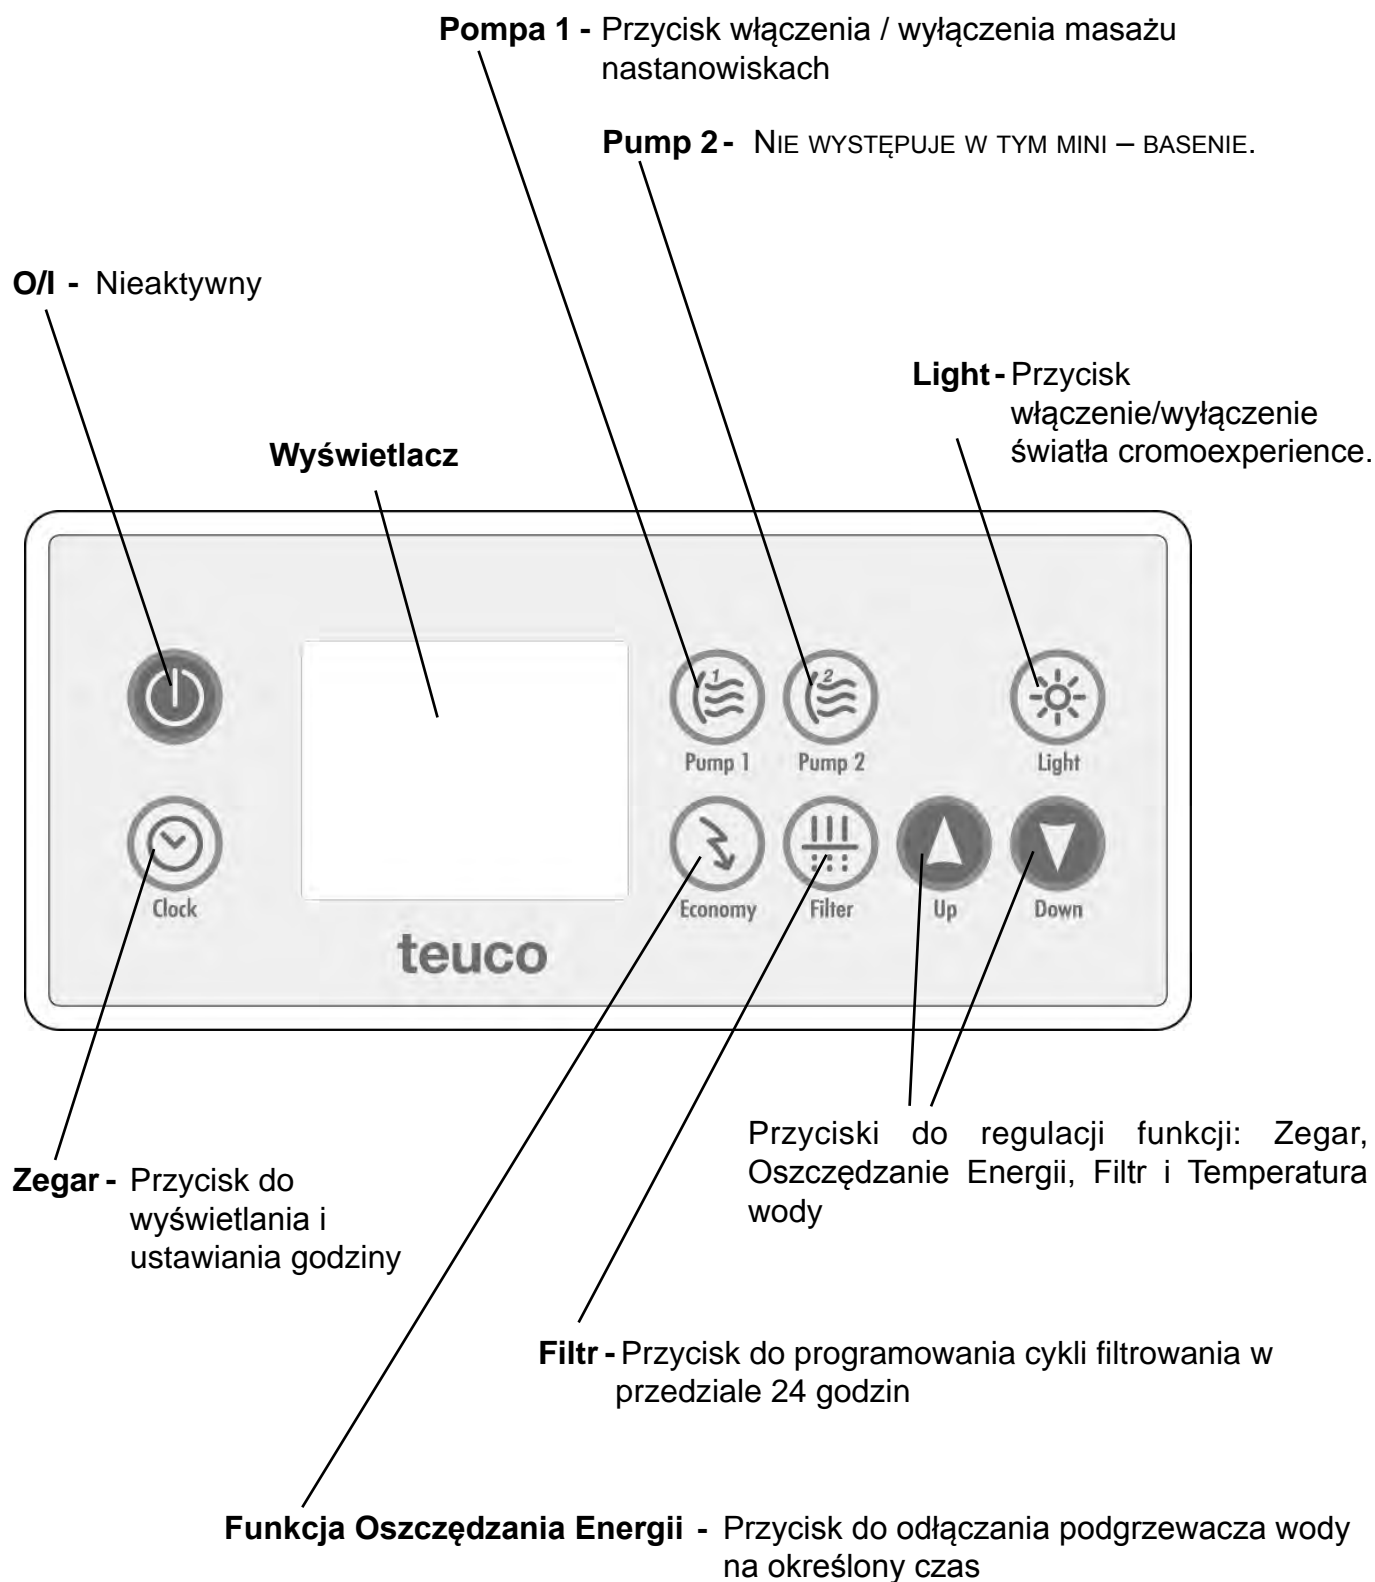 Pompa 1 - Przycisk włączenia / wyłączenia masażu
nastanowiskach
Pump 2 - NIE WYSTĘPUJE W TYM MINI – BASENIE.
O/I - Nieaktywny
Light - Przycisk
włączenie/wyłączenie
światła cromoexperience.
Wyświetlacz
1
2
Pump 1
Pump 2
Light
Clock
Economy
Filter
Up
Down
teuco
Przyciski do regulacji funkcji: Zegar,
Oszczędzanie Energii, Filtr i Temperatura
wody
Zegar - Przycisk do
wyświetlania i
ustawiania godziny
Filtr - Przycisk do programowania cykli filtrowania w
przedziale 24 godzin
Funkcja Oszczędzania Energii - Przycisk do odłączania podgrzewacza wody
na określony czas